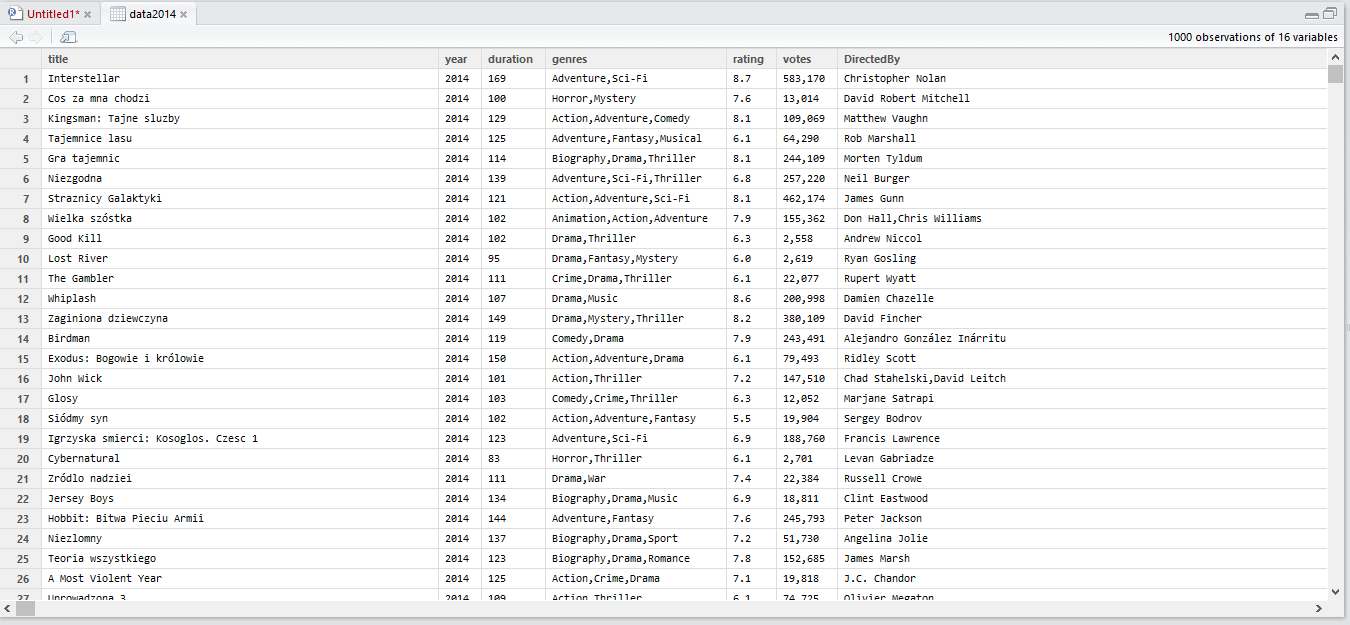 Untitled1* data2014
1000 observations of 16 variables
title year duration genres rating votes DirectedBy
1 Interstellar 2014 169 Adventure,Sci-Fi 8.7 583,170 Christopher Nolan
2 Cos za mna chodzi 2014 100 Horror,Mystery 7.6 13,014 David Robert Mitchell
3 Kingsman: Tajne sluzby 2014 129 Action,Adventure,Comedy 8.1 109,069 Matthew Vaughn
4 Tajemnice lasu 2014 125 Adventure,Fantasy,Musical 6.1 64,290 Rob Marshall
5 Gra tajemnic 2014 114 Biography,Drama,Thriller 8.1 244,109 Morten Tyldum
6 Niezgodna 2014 139 Adventure,Sci-Fi,Thriller 6.8 257,220 Neil Burger
7 Straznicy Galaktyki 2014 121 Action,Adventure,Sci-Fi 8.1 462,174 James Gunn
8 Wielka szóstka 2014 102 Animation,Action,Adventure 7.9 155,362 Don Hall,Chris Williams
9 Good Kill 2014 102 Drama,Thriller 6.3 2,558 Andrew Niccol
10 Lost River 2014 95 Drama,Fantasy,Mystery 6.0 2,619 Ryan Gosling
11 The Gambler 2014 111 Crime,Drama,Thriller 6.1 22,077 Rupert Wyatt
12 Whiplash 2014 107 Drama,Music 8.6 200,998 Damien Chazelle
13 Zaginiona dziewczyna 2014 149 Drama,Mystery,Thriller 8.2 380,109 David Fincher
14 Birdman 2014 119 Comedy,Drama 7.9 243,491 Alejandro González Inárritu
15 Exodus: Bogowie i królowie 2014 150 Action,Adventure,Drama 6.1 79,493 Ridley Scott
16 John Wick 2014 101 Action,Thriller 7.2 147,510 Chad Stahelski,David Leitch
17 Glosy 2014 103 Comedy,Crime,Thriller 6.3 12,052 Marjane Satrapi
18 Siódmy syn 2014 102 Action,Adventure,Fantasy 5.5 19,904 Sergey Bodrov
19 Igrzyska smierci: Kosoglos. Czesc 1 2014 123 Adventure,Sci-Fi 6.9 188,760 Francis Lawrence
20 Cybernatural 2014 83 Horror,Thriller 6.1 2,701 Levan Gabriadze
21 Zródlo nadziei 2014 111 Drama,War 7.4 22,384 Russell Crowe
22 Jersey Boys 2014 134 Biography,Drama,Music 6.9 18,811 Clint Eastwood
23 Hobbit: Bitwa Pieciu Armii 2014 144 Adventure,Fantasy 7.6 245,793 Peter Jackson
24 Niezlomny 2014 137 Biography,Drama,Sport 7.2 51,730 Angelina Jolie
25 Teoria wszystkiego 2014 123 Biography,Drama,Romance 7.8 152,685 James Marsh
26 A Most Violent Year 2014 125 Action,Crime,Drama 7.1 19,818 J.C. Chandor
27 Uprowadzona 3 2014 109 Action,Thriller 6.1 74,725 Olivier Megaton